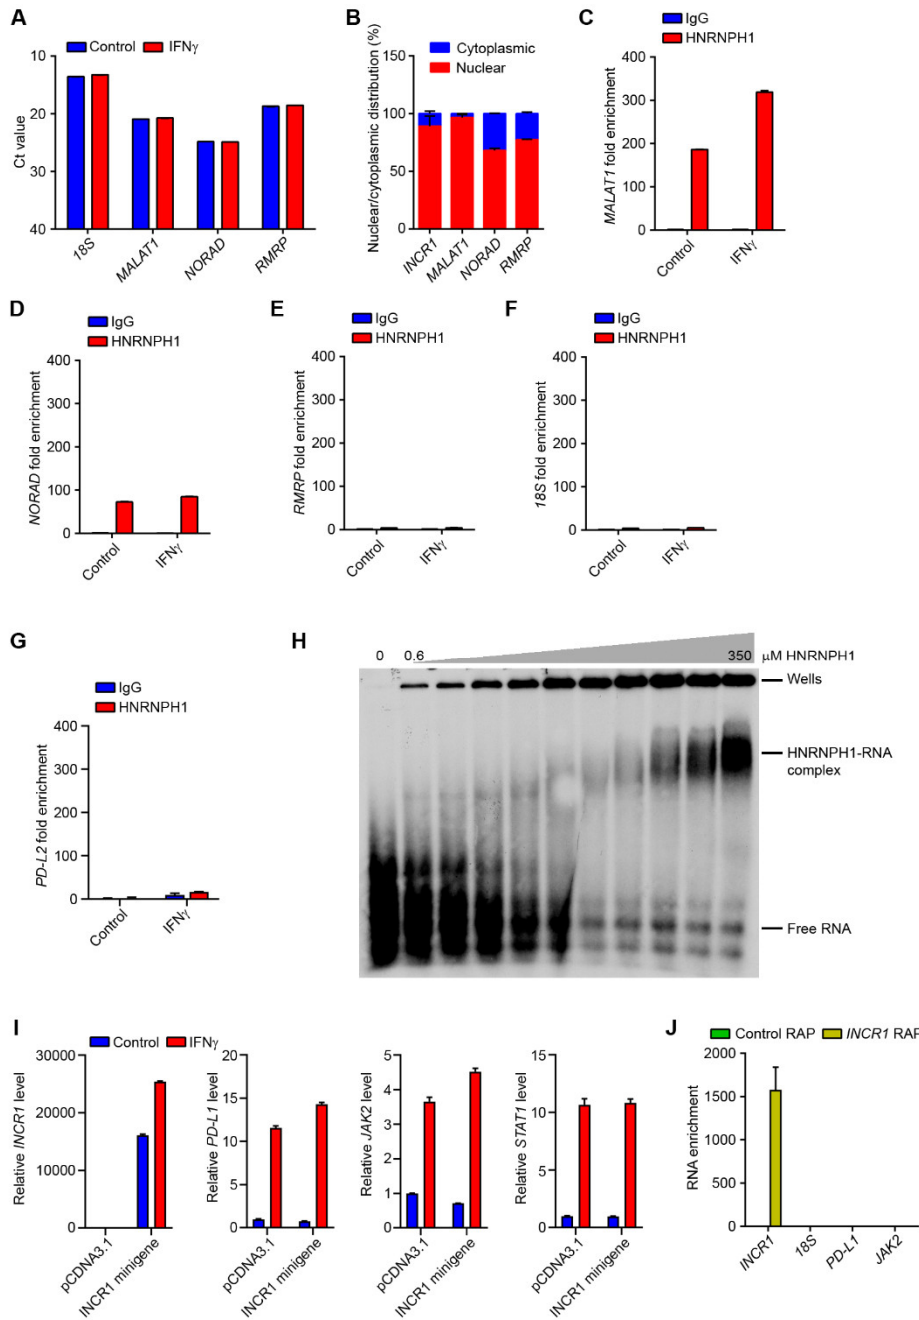 A
Control IFNγ
Ct value
10
20
30
40
18S
MALAT1
NORAD
RMRP
B
Nuclear/cytoplasmic distribution (%)
Cytoplasmic
Nuclear
150
100
50
0
INCR1
MALAT1
NORAD
RMRP
C
IgG
HNRNPH1
MALAT1 fold enrichment
400
300
200
100
0
Control
IFNγ
D
IgG
HNRNPH1
NORAD fold enrichment
400
300
200
100
0
Control
IFNγ
E
IgG
HNRNPH1
RMRP fold enrichment
400
300
200
100
0
Control
IFNγ
F
IgG
HNRNPH1
18S fold enrichment
400
300
200
100
0
Control
IFNγ
G
IgG
HNRNPH1
PD-L2 fold enrichment
400
300
200
100
0
Control
IFNγ
H
0 0.6 350 μM HNRNPH1
Wells
HNRNPH1-RNA
complex
Free RNA
I
Control IFNγ
Relative INCR1 level
30000
20000
10000
0
pCDNA3.1
INCR1 minigene
Relative PD-L1 level
20
15
10
5
0
pCDNA3.1
INCR1 minigene
Relative JAK2 level
5
4
3
2
1
0
pCDNA3.1
INCR1 minigene
Relative STAT1 level
15
10
5
0
pCDNA3.1
INCR1 minigene
J
Control RAP INCR1 RAP
RNA enrichment
2000
1500
1000
500
0
INCR1
18S
PD-L1
JAK2